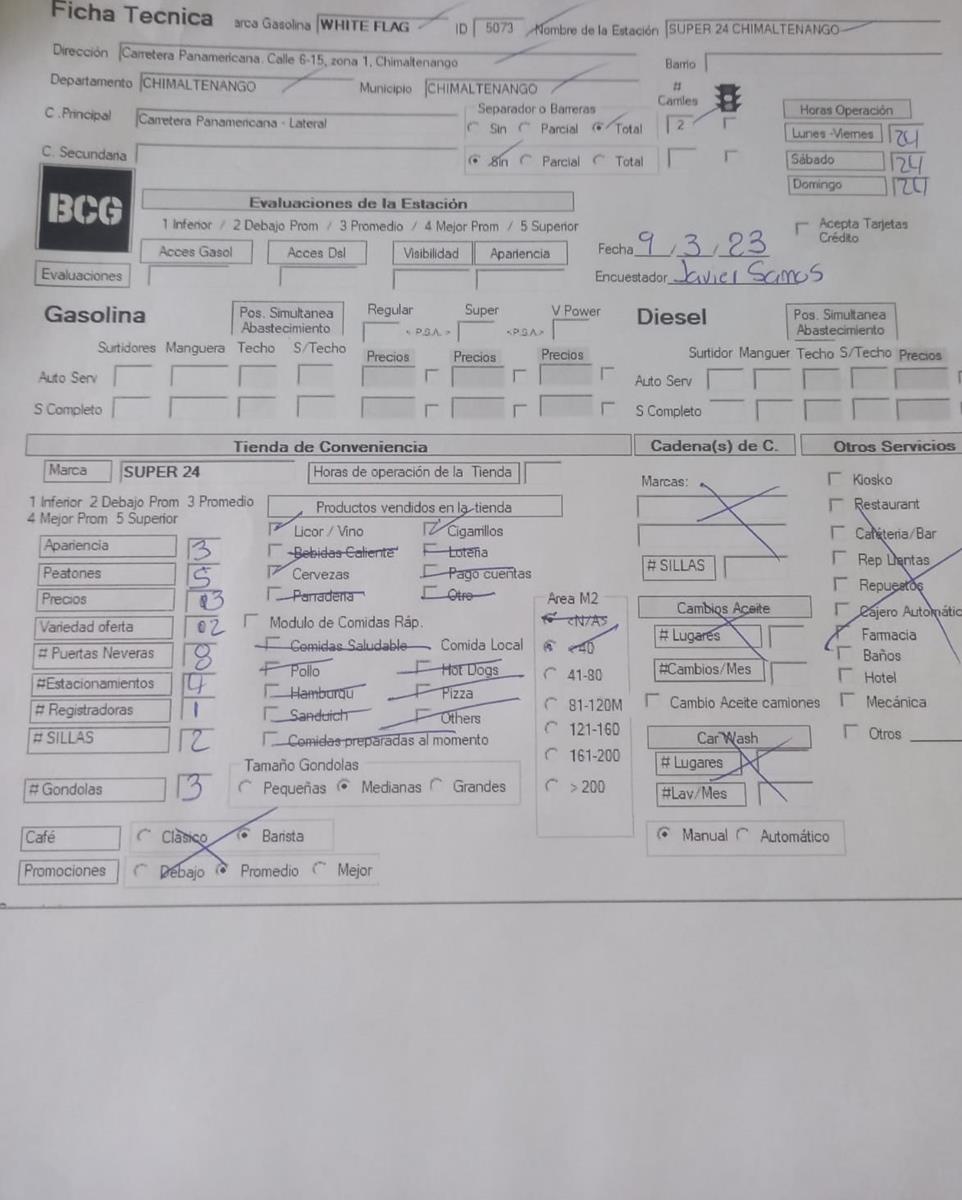 Ficha Tecnica arca Gasolina WHITE FLAG ID 5073 Nombre de la Estación SUPER 24 CHIMALTENANGO
Dirección Carretera Panamericana. Calle 6-15, zona 1, Chimaltenango Barrio
Departamento CHIMALTENANGO Municipio CHIMALTENANGO # Carriles
C .Principal Carretera Panamericana - Lateral Separador o Barreras Sin Parcial Total 2 Horas Operación
Lunes -Viernes 24
C. Secundaria Sin Parcial Total Sábado 24
Domingo 24
BCG
Evaluaciones de la Estación
1 Inferior / 2 Debajo Prom / 3 Promedio / 4 Mejor Prom / 5 Superior
Acepta Tarjetas Crédito
Acces Gasol Acces Dsl Visibilidad Apariencia Fecha 9 / 3 / 23
Evaluaciones Encuestador Javier
Gasolina Pos. Simultanea Abastecimiento Regular < P.S.A. > Super <P.S.A.> V Power Diesel Pos. Simultanea Abastecimiento
Surtidores Manguera Techo S/Techo Precios Precios Precios Surtidor Manguer Techo S/Techo Precios
Auto Serv Auto Serv
S Completo S Completo
Tienda de Conveniencia Cadena(s) de C. Otros Servicios
Marca SUPER 24 Horas de operación de la Tienda Marcas: Kiosko
1 Inferior 2 Debajo Prom 3 Promedio
4 Mejor Prom 5 Superior
Productos vendidos en la tienda Restaurant
Licor / Vino Cigarrillos Cafeteria/Bar
Apariencia 3 Bebidas Caliente Loteria Rep Llantas
Peatones 5 Cervezas Pago cuentas # SILLAS Repuestos
Precios 3 Panaderia Otro Area M2 Cambios Aceite Cajero Automátic
Variedad oferta 2 Modulo de Comidas Ráp. <N/A> # Lugares Farmacia
# Puertas Neveras 8 Comidas Saludable Comida Local <40 Baños
#Estacionamientos 4 Pollo Hot Dogs 41-80 #Cambios/Mes Hotel
# Registradoras 1 Hamburgu Pizza 81-120M Cambio Aceite camiones Mecánica
# SILLAS 2 Sanduich Others 121-160 Car Wash Otros
Comidas preparadas al momento 161-200 # Lugares
# Gondolas 3 Tamaño Gondolas Pequeñas Medianas Grandes > 200 #Lav/Mes
Café Clàsico Barista Manual Automático
Promociones Debajo Promedio Mejor